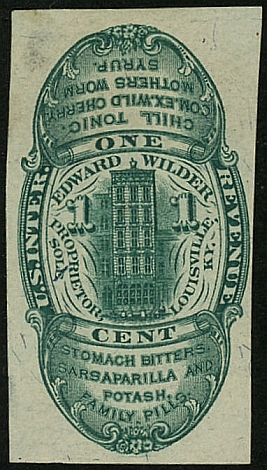 CHILL TONIC.
COM.EX.WILD CHERRY
MOTHERS WORM
SYRUP.
ONE
U.S.INTER.
REVENUE
EDWARD WILDER,
1 1
SOLE PROPRIETOR,
LOUISVILLE, KY.
CENT
STOMACH BITTERS
SARSAPARILLA AND
POTASH.
FAMILY PILLS.